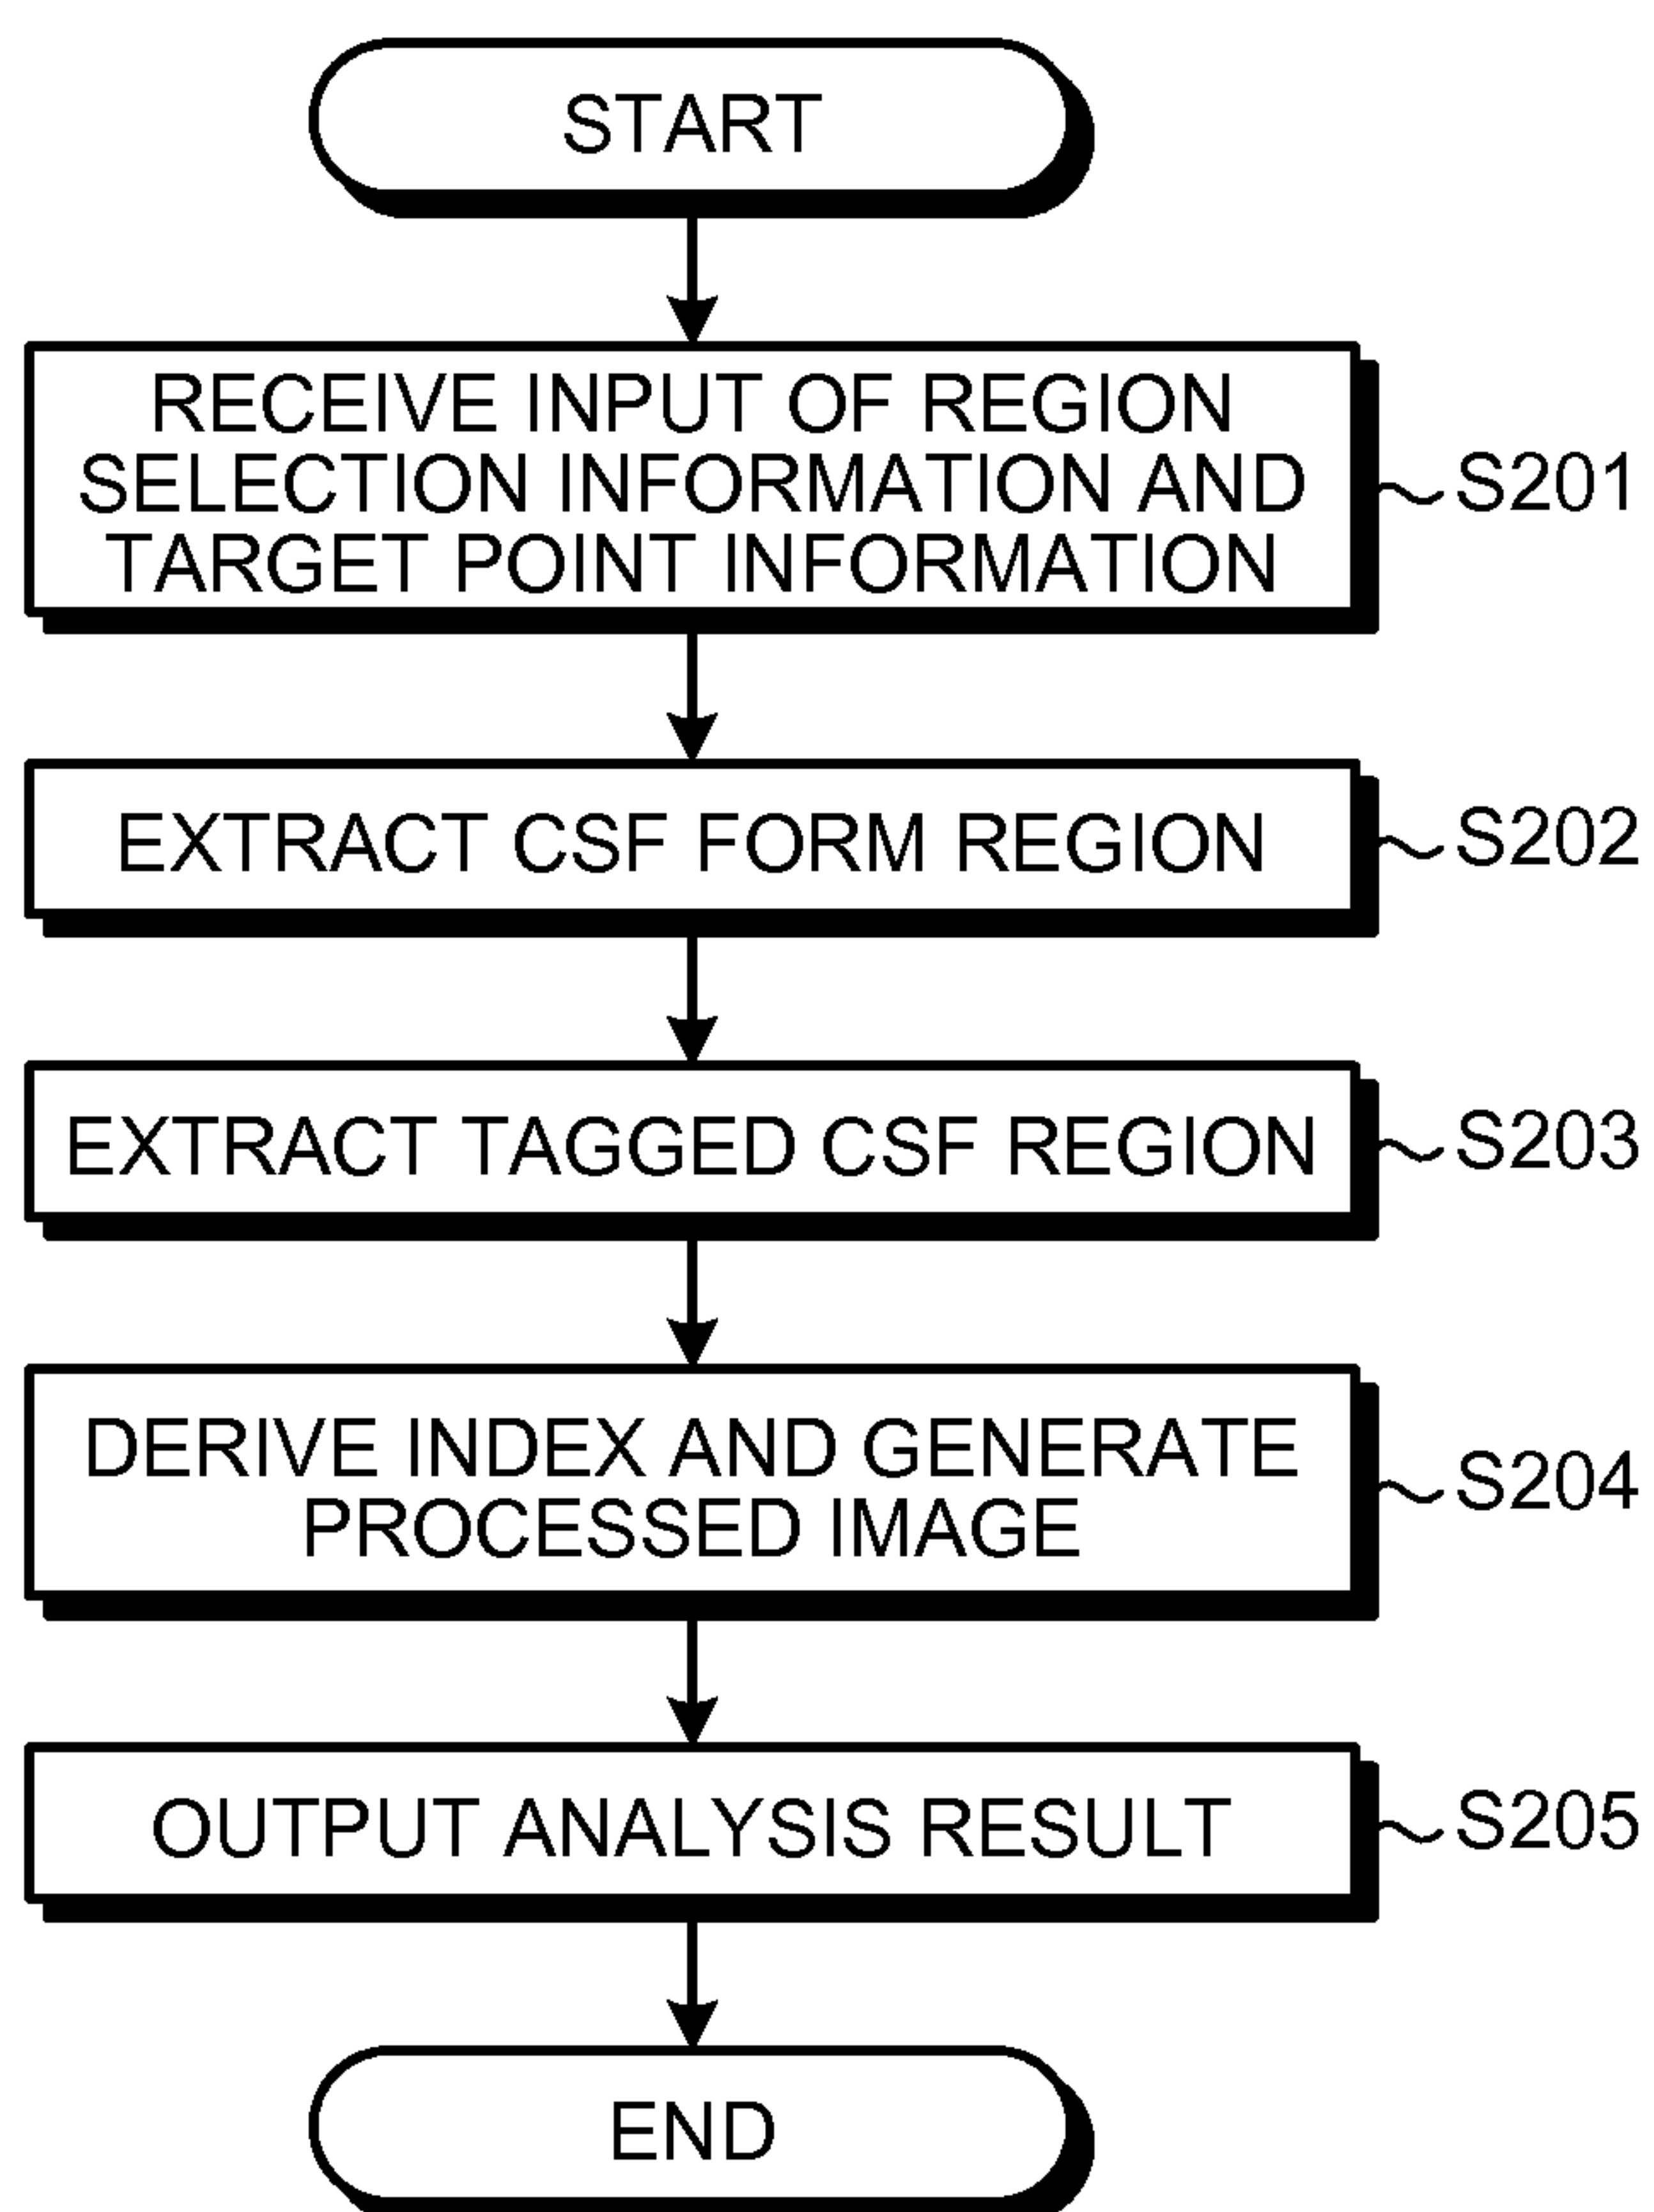 START
RECEIVE INPUT OF REGION
SELECTION INFORMATION AND
TARGET POINT INFORMATION
S201
EXTRACT CSF FORM REGION
S202
EXTRACT TAGGED CSF REGION
S203
DERIVE INDEX AND GENERATE
PROCESSED IMAGE
S204
OUTPUT ANALYSIS RESULT
S205
END